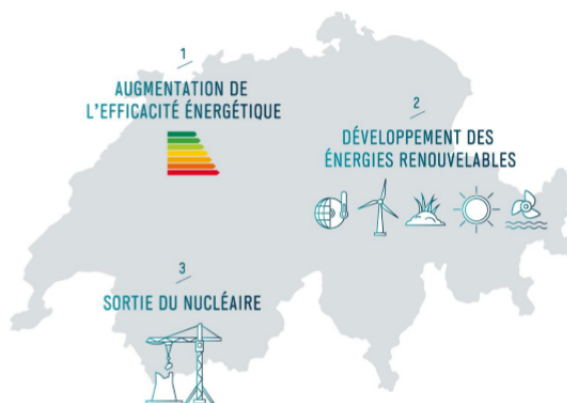 1
AUGMENTATION DE
L'EFFICACITÉ ÉNERGÉTIQUE
2
DÉVELOPPEMENT DES
ÉNERGIES RENOUVELABLES
3
SORTIE DU NUCLÉAIRE